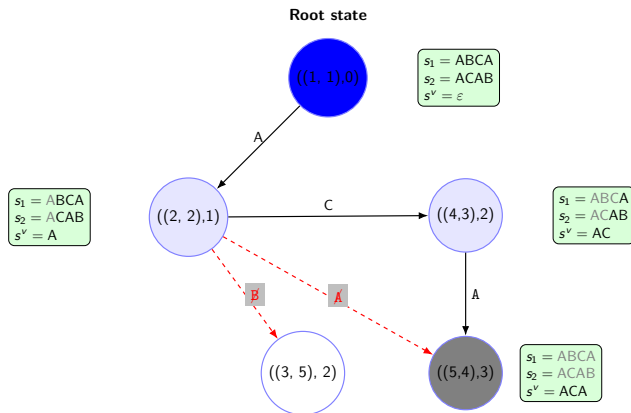 Root state
((1, 1),0)
s₁ = ABCA
s₂ = ACAB
sᵛ = ε
A
((2, 2),1)
s₁ = ABCA
s₂ = ACAB
sᵛ = A
C
((4,3),2)
s₁ = ABCA
s₂ = ACAB
sᵛ = AC
B
A
A
((3, 5), 2)
((5,4),3)
s₁ = ABCA
s₂ = ACAB
sᵛ = ACA